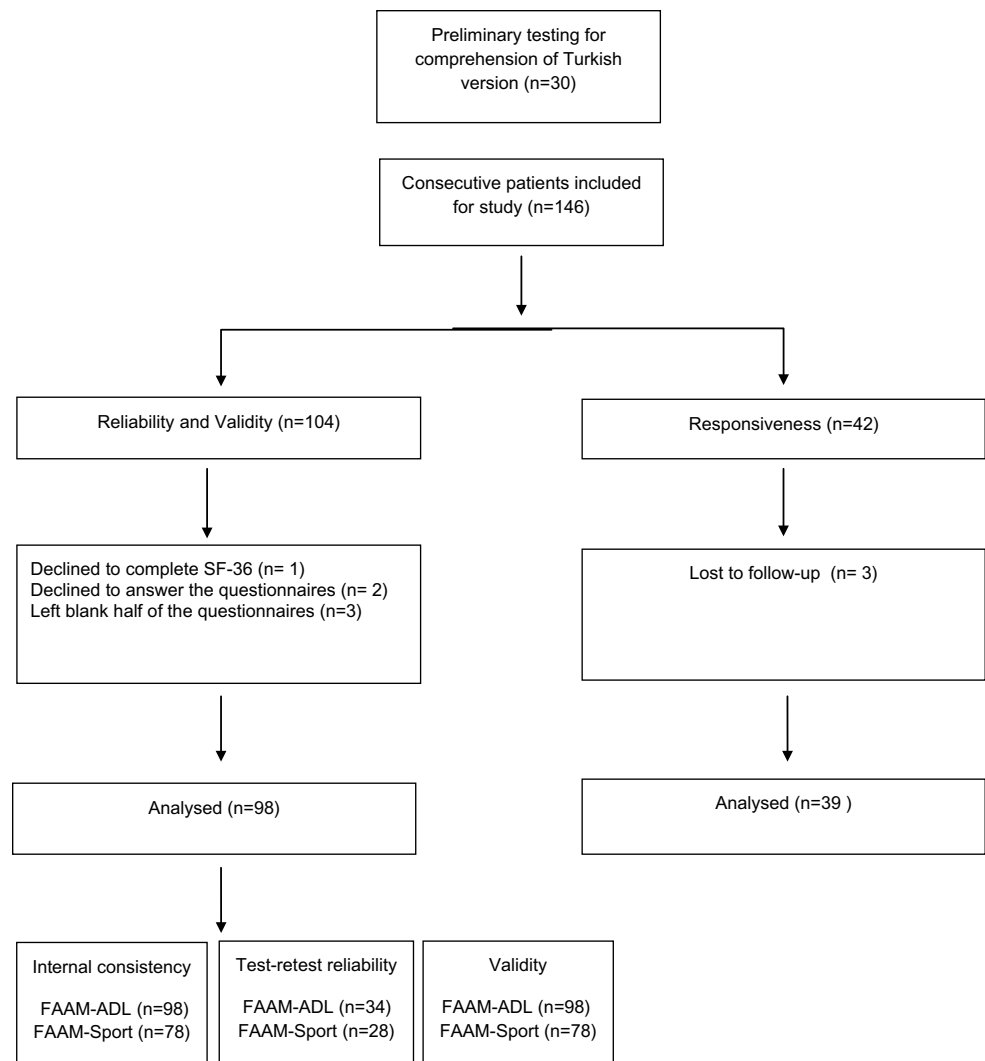 Preliminary testing for
comprehension of Turkish
version (n=30)
Consecutive patients included
for study (n=146)
Reliability and Validity (n=104)
Responsiveness (n=42)
Declined to complete SF-36 (n= 1)
Declined to answer the questionnaires (n= 2)
Left blank half of the questionnaires (n=3)
Lost to follow-up (n= 3)
Analysed (n=98)
Analysed (n=39 )
Internal consistency
FAAM-ADL (n=98)
FAAM-Sport (n=78)
Test-retest reliability
FAAM-ADL (n=34)
FAAM-Sport (n=28)
Validity
FAAM-ADL (n=98)
FAAM-Sport (n=78)